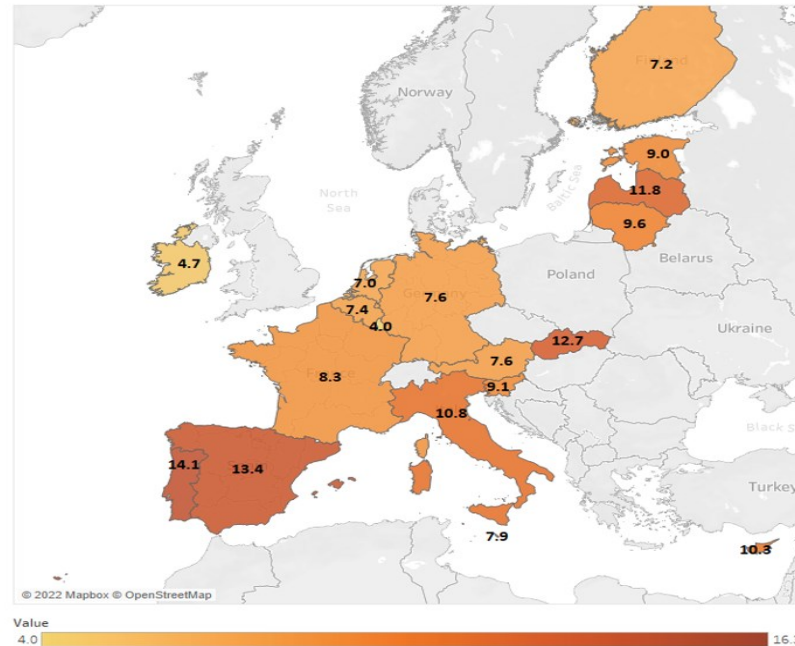 7.2
Finland
Norway
9.0
North
Sea
Baltic Sea
11.8
9.6
Belarus
4.7
Poland
7.0
Germany
7.6
7.4
4.0
Ukraine
12.7
7.6
8.3
9.1
10.8
Black S
14.1
13.4
Turkey
7.9
10.3
© 2022 Mapbox © OpenStreetMap
Value
4.0